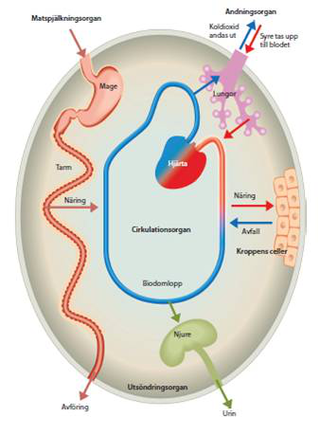 Matspjälkningsorgan
Andningsorgan
Koldioxid
andas ut
Syre tas upp
till blodet
Mage
Lungor
Hjärta
Tarm
Näring
Näring
Cirkulationsorgan
Avfall
Kroppens celler
Biodomlopp
Njure
Utsöndringsorgan
Avföring
Urin